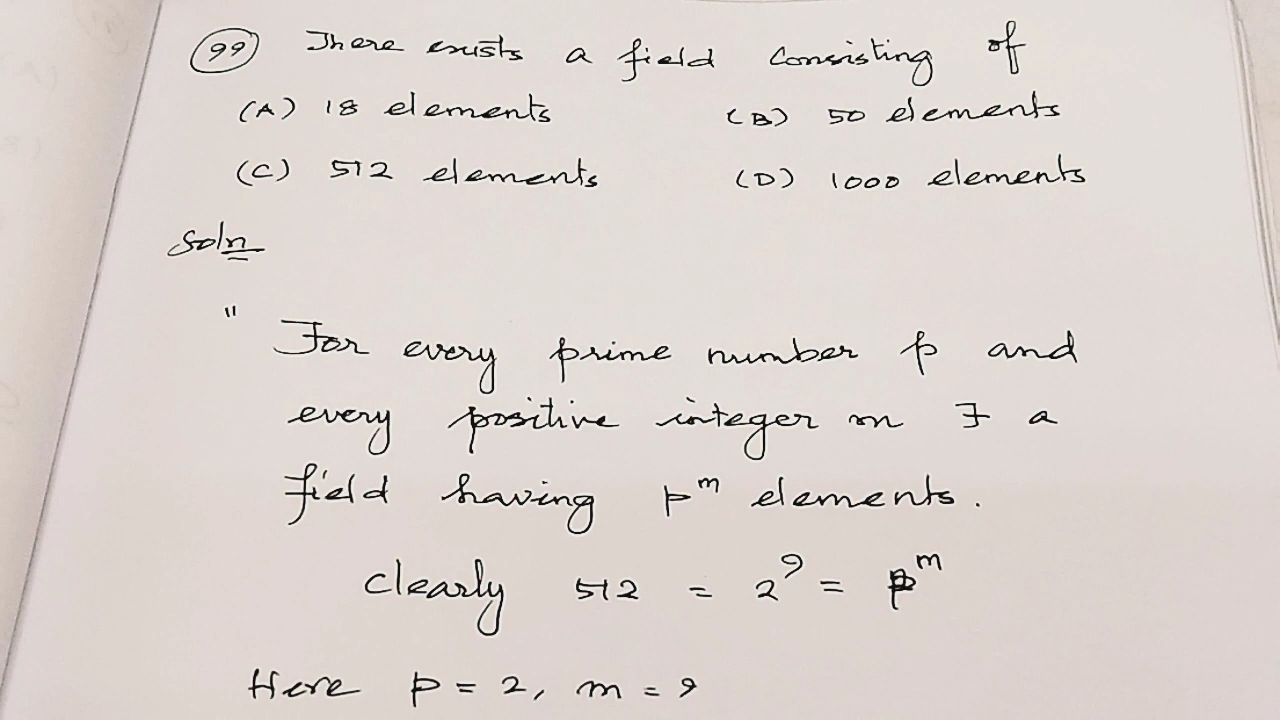 99 There exists a field consisting of
(A) 18 elements (B) 50 elements
(C) 512 elements (D) 1000 elements
Soln
" For every prime number p and
every positive integer m ∃ a
field having p^m elements.
Clearly 512 = 2^9 = p^m
Here p = 2, m = 9